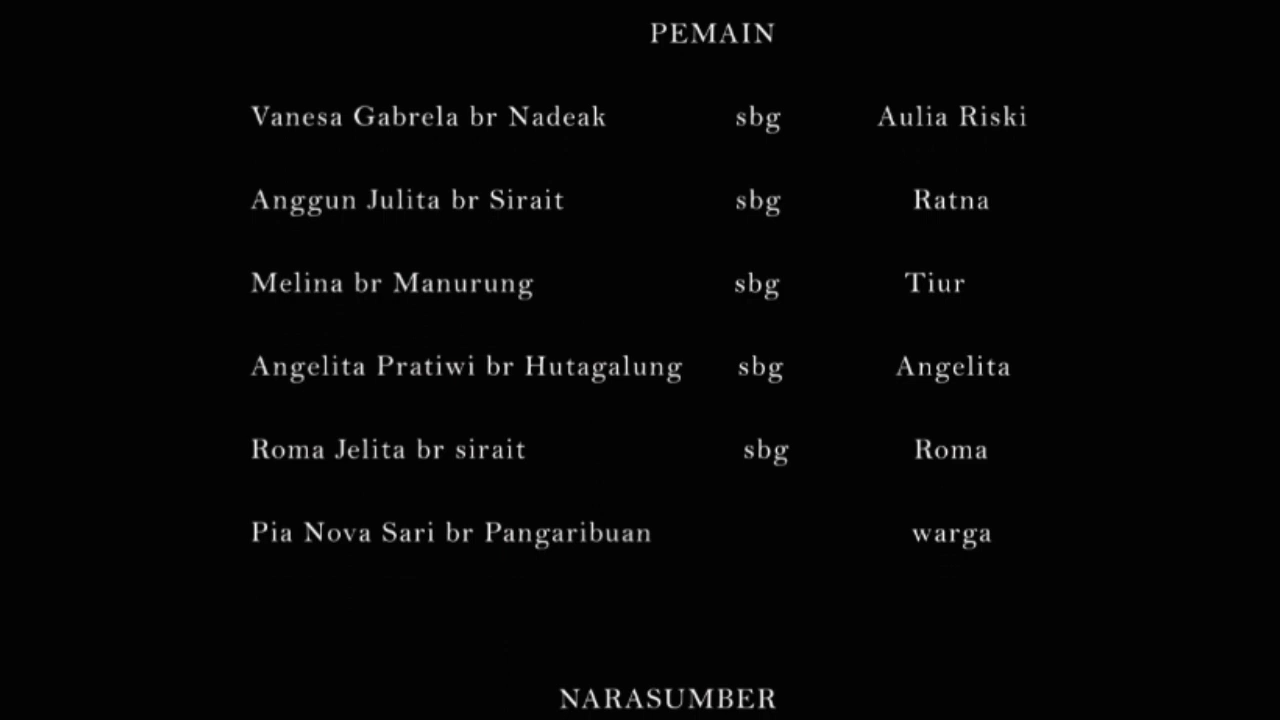 PEMAIN
Vanesa Gabrela br Nadeak sbg Aulia Riski
Anggun Julita br Sirait sbg Ratna
Melina br Manurung sbg Tiur
Angelita Pratiwi br Hutagalung sbg Angelita
Roma Jelita br sirait sbg Roma
Pia Nova Sari br Pangaribuan warga
NARASUMBER